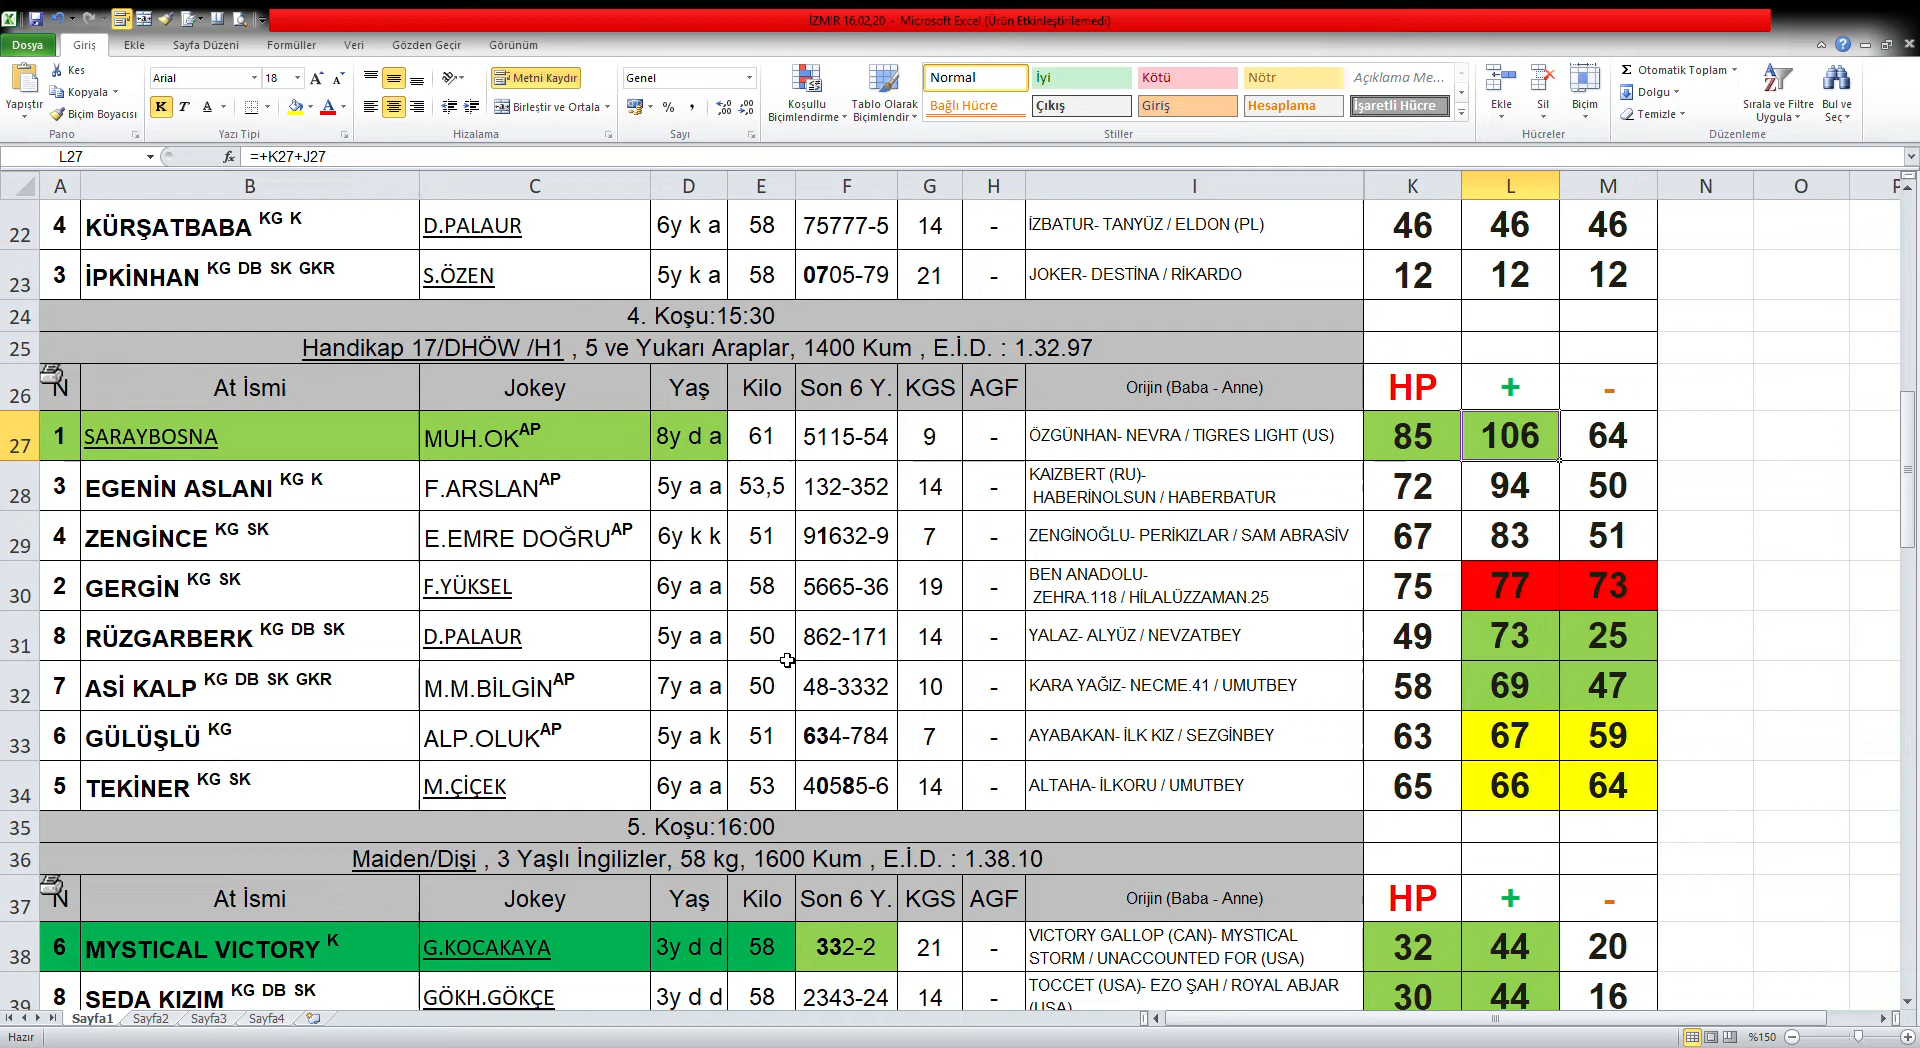 İZMİR 16,02,20 - Microsoft Excel (Ürün Etkinleştirilemedi)
Dosya Giriş Ekle Sayfa Düzeni Formüller Veri Gözden Geçir Görünüm
Yapıştır Kes Kopyala Biçim Boyacısı Pano
Arial 18 K T A Yazı Tipi
Metni Kaydır Birleştir ve Ortala Hizalama
Genel % Sayı
Koşullu Biçimlendirme Tablo Olarak Biçimlendir
Normal İyi Kötü Nötr Açıklama Me...
Bağlı Hücre Çıkış Giriş Hesaplama İşaretli Hücre
Stiller
Ekle Sil Biçim Hücreler
Otomatik Toplam Dolgu Temizle Sırala ve Filtre Uygula Bul ve Seç Düzenleme
L27 fx =+K27+J27
A B C D E F G H I K L M N O P
22 4 KÜRŞATBABA KG K D.PALAUR 6y k a 58 75777-5 14 - İZBATUR- TANYÜZ / ELDON (PL) 46 46 46
23 3 İPKİNHAN KG DB SK GKR S.ÖZEN 5y k a 58 0705-79 21 - JOKER- DESTİNA / RİKARDO 12 12 12
24 4. Koşu:15:30
25 Handikap 17/DHÖW /H1 , 5 ve Yukarı Araplar, 1400 Kum , E.İ.D. : 1.32.97
26 N At İsmi Jokey Yaş Kilo Son 6 Y. KGS AGF Orijin (Baba - Anne) HP + -
27 1 SARAYBOSNA MUH.OKAP 8y d a 61 5115-54 9 - ÖZGÜNHAN- NEVRA / TIGRES LIGHT (US) 85 106 64
28 3 EGENİN ASLANI KG K F.ARSLANAP 5y a a 53,5 132-352 14 - KAIZBERT (RU)- HABERİNOLSUN / HABERBATUR 72 94 50
29 4 ZENGİNCE KG SK E.EMRE DOĞRUAP 6y k k 51 91632-9 7 - ZENGİNOĞLU- PERİKIZLAR / SAM ABRASİV 67 83 51
30 2 GERGİN KG SK F.YÜKSEL 6y a a 58 5665-36 19 - BEN ANADOLU- ZEHRA.118 / HİLALÜZZAMAN.25 75 77 73
31 8 RÜZGARBERK KG DB SK D.PALAUR 5y a a 50 862-171 14 - YALAZ- ALYÜZ / NEVZATBEY 49 73 25
32 7 ASİ KALP KG DB SK GKR M.M.BİLGİNAP 7y a a 50 48-3332 10 - KARA YAĞIZ- NECME.41 / UMUTBEY 58 69 47
33 6 GÜLÜŞLÜ KG ALP.OLUKAP 5y a k 51 634-784 7 - AYABAKAN- İLK KIZ / SEZGİNBEY 63 67 59
34 5 TEKİNER KG SK M.ÇİÇEK 6y a a 53 40585-6 14 - ALTAHA- İLKORU / UMUTBEY 65 66 64
35 5. Koşu:16:00
36 Maiden/Dişi , 3 Yaşlı İngilizler, 58 kg, 1600 Kum , E.İ.D. : 1.38.10
37 N At İsmi Jokey Yaş Kilo Son 6 Y. KGS AGF Orijin (Baba - Anne) HP + -
38 6 MYSTICAL VICTORY K G.KOCAKAYA 3y d d 58 332-2 21 - VICTORY GALLOP (CAN)- MYSTICAL STORM / UNACCOUNTED FOR (USA) 32 44 20
39 8 SEDA KIZIM KG DB SK GÖKH.GÖKÇE 3y d d 58 2343-24 14 - TOCCET (USA)- EZO ŞAH / ROYAL ABJAR (USA) 30 44 16
Sayfa1 Sayfa2 Sayfa3 Sayfa4
Hazır %150